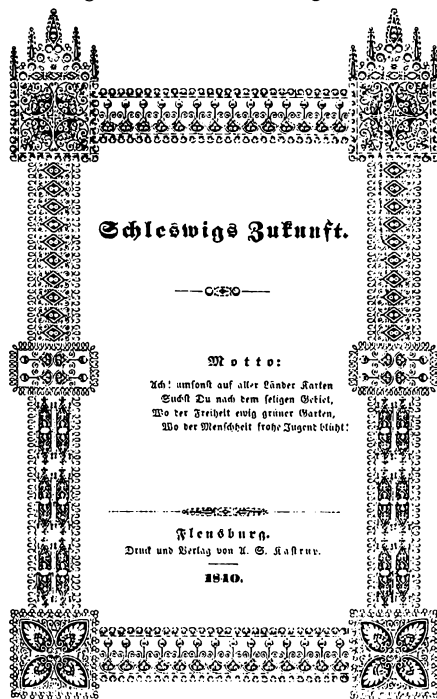 Schleswigs Zukunft.
Motto:
Ach! umsonst auf aller Länder Karten
Suchst Du nach dem seligen Gebiet,
Wo der Freiheit ewig grüner Garten,
Wo der Menschheit frohe Jugend blüht!
Flensburg.
Druck und Verlag von A. S. Kastrup.
1840.